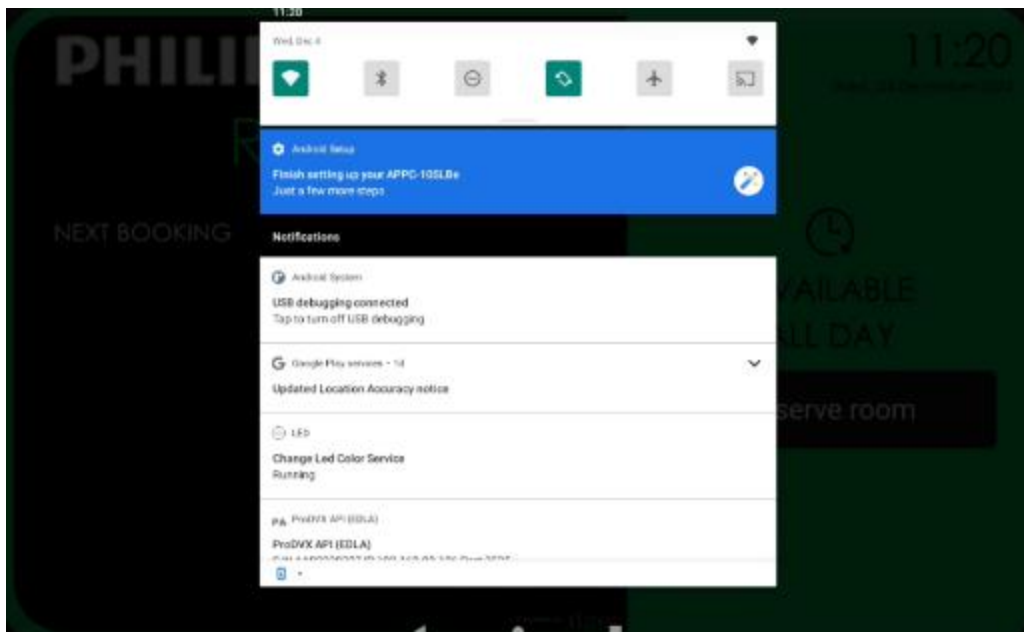 11:20
PHILI
11:20
Wed, Dec 4
R
NEXT BOOKING
Android Setup
Finish setting up your APPC-10SLBe
Just a few more steps
Notifications
Android System
USB debugging connected
Tap to turn off USB debugging
Google Play services • 1d
Updated Location Accuracy notice
LED
Change Led Color Service
Running
PA ProDVX API (EDLA)
ProDVX API (EDLA)
VAILABLE
LL DAY
serve room